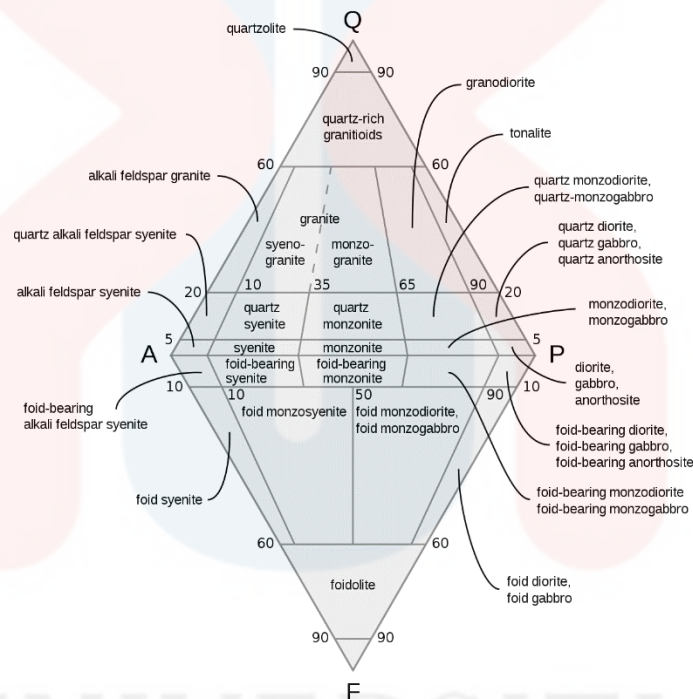 Q
quartzolite
90
90
granodiorite
quartz-rich
granitioids
tonalite
60
60
alkali feldspar granite
quartz monzodiorite,
quartz-monzogabbro
granite
quartz alkali feldspar syenite
syeno-
granite
monzo-
granite
quartz diorite,
quartz gabbro,
quartz anorthosite
alkali feldspar syenite
20
10
35
65
90
20
quartz
syenite
quartz
monzonite
monzodiorite,
monzogabbro
5
5
A
syenite
monzonite
P
foid-bearing
syenite
foid-bearing
monzonite
diorite,
gabbro,
anorthosite
10
10
10
50
90
foid-bearing
alkali feldspar syenite
foid monzosyenite
foid monzodiorite,
foid monzogabbro
foid-bearing diorite,
foid-bearing gabbro,
foid-bearing anorthosite
foid syenite
foid-bearing monzodiorite
foid-bearing monzogabbro
60
60
foidolite
foid diorite,
foid gabbro
90
90
F